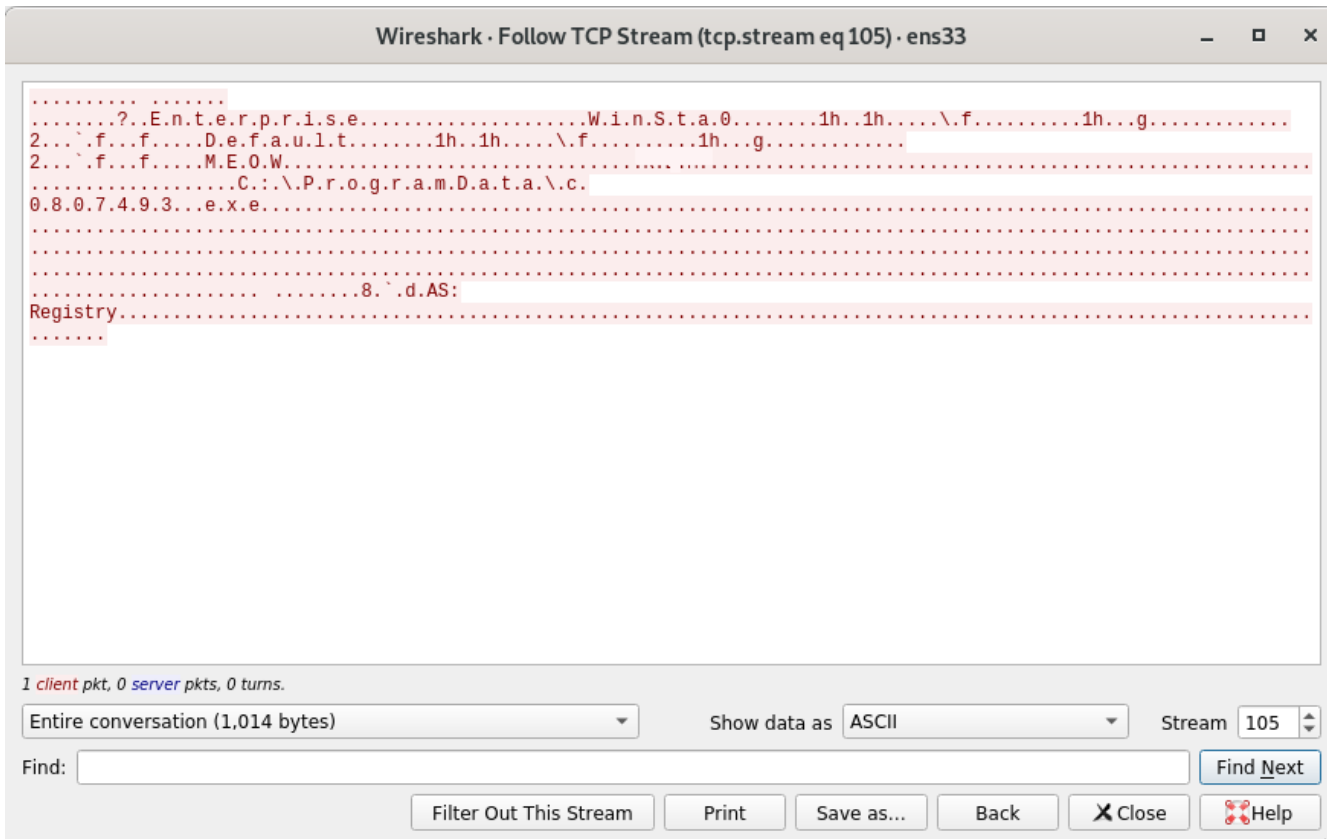 Wireshark · Follow TCP Stream (tcp.stream eq 105) · ens33
.......... .......
........?..E.n.t.e.r.p.r.i.s.e.....................W.i.n.S.t.a.0........1h..1h.....\.f..........1h...g.............
2...`.f...f.....D.e.f.a.u.l.t........1h..1h.....\.f..........1h...g.............
2...`.f...f.....M.E.O.W..............................................................................................
...................C.:.\.P.r.o.g.r.a.m.D.a.t.a.\.c.
0.8.0.7.4.9.3...e.x.e................................................................................................
.....................................................................................................................
.....................................................................................................................
.....................................................................................................................
..................... ........8.`.d.AS:
Registry.............................................................................................................
.......
1 client pkt, 0 server pkts, 0 turns.
Entire conversation (1,014 bytes) Show data as ASCII Stream 105
Find: Find Next
Filter Out This Stream Print Save as... Back Close Help